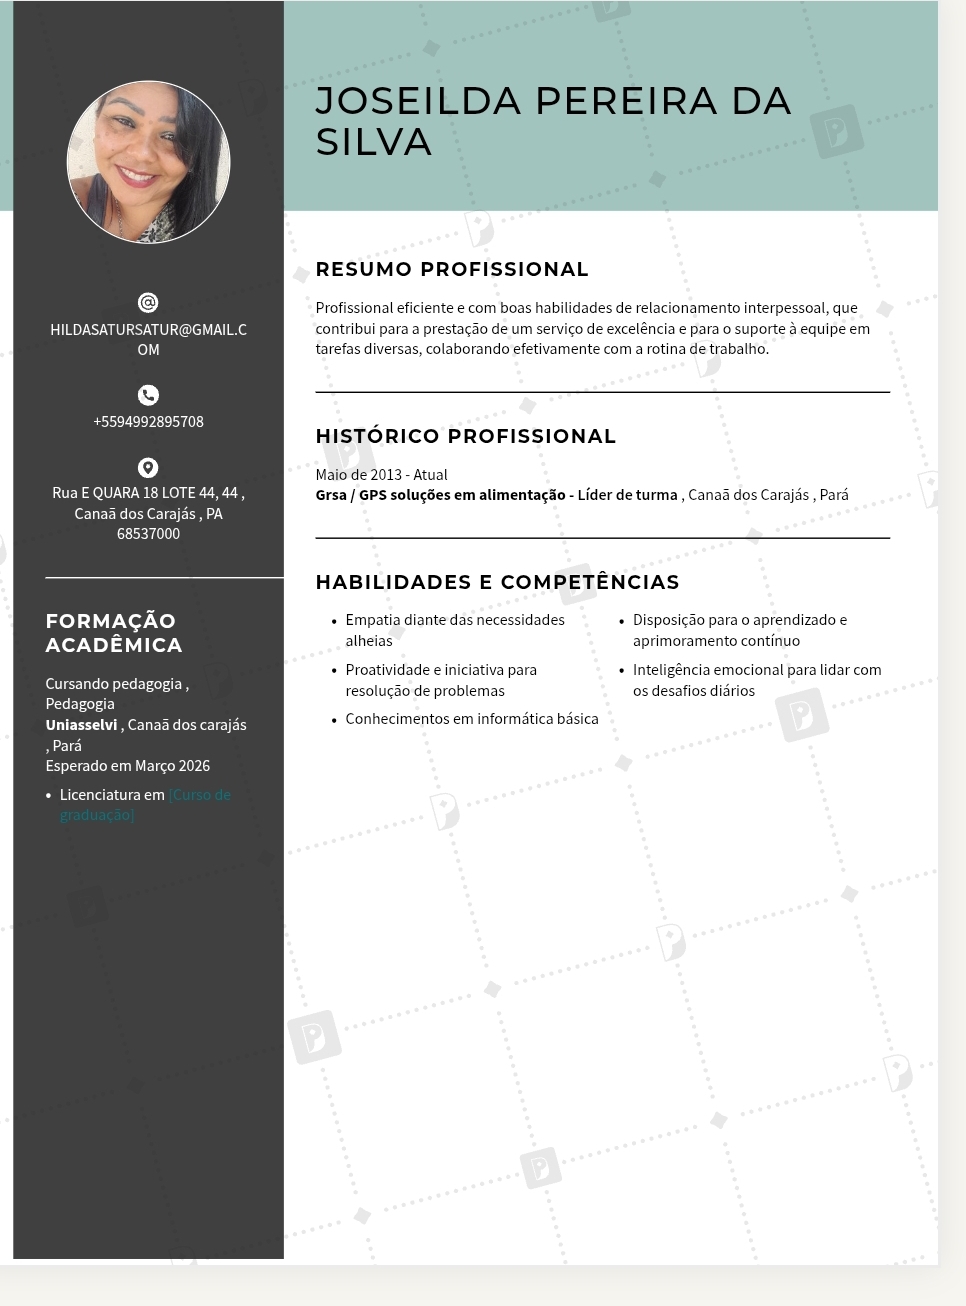 JOSEILDA PEREIRA DA
SILVA
HILDASATURSATUR@GMAIL.C
OM
+5594992895708
Rua E QUARA 18 LOTE 44, 44 ,
Canaã dos Carajás , PA
68537000
FORMAÇÃO
ACADÊMICA
Cursando pedagogia ,
Pedagogia
Uniasselvi , Canaã dos carajás
, Pará
Esperado em Março 2026
• Licenciatura em [Curso de
graduação]
RESUMO PROFISSIONAL
Profissional eficiente e com boas habilidades de relacionamento interpessoal, que
contribui para a prestação de um serviço de excelência e para o suporte à equipe em
tarefas diversas, colaborando efetivamente com a rotina de trabalho.
HISTÓRICO PROFISSIONAL
Maio de 2013 - Atual
Grsa / GPS soluções em alimentação - Líder de turma , Canaã dos Carajás , Pará
HABILIDADES E COMPETÊNCIAS
• Empatia diante das necessidades
alheias
• Proatividade e iniciativa para
resolução de problemas
• Conhecimentos em informática básica
• Disposição para o aprendizado e
aprimoramento contínuo
• Inteligência emocional para lidar com
os desafios diários